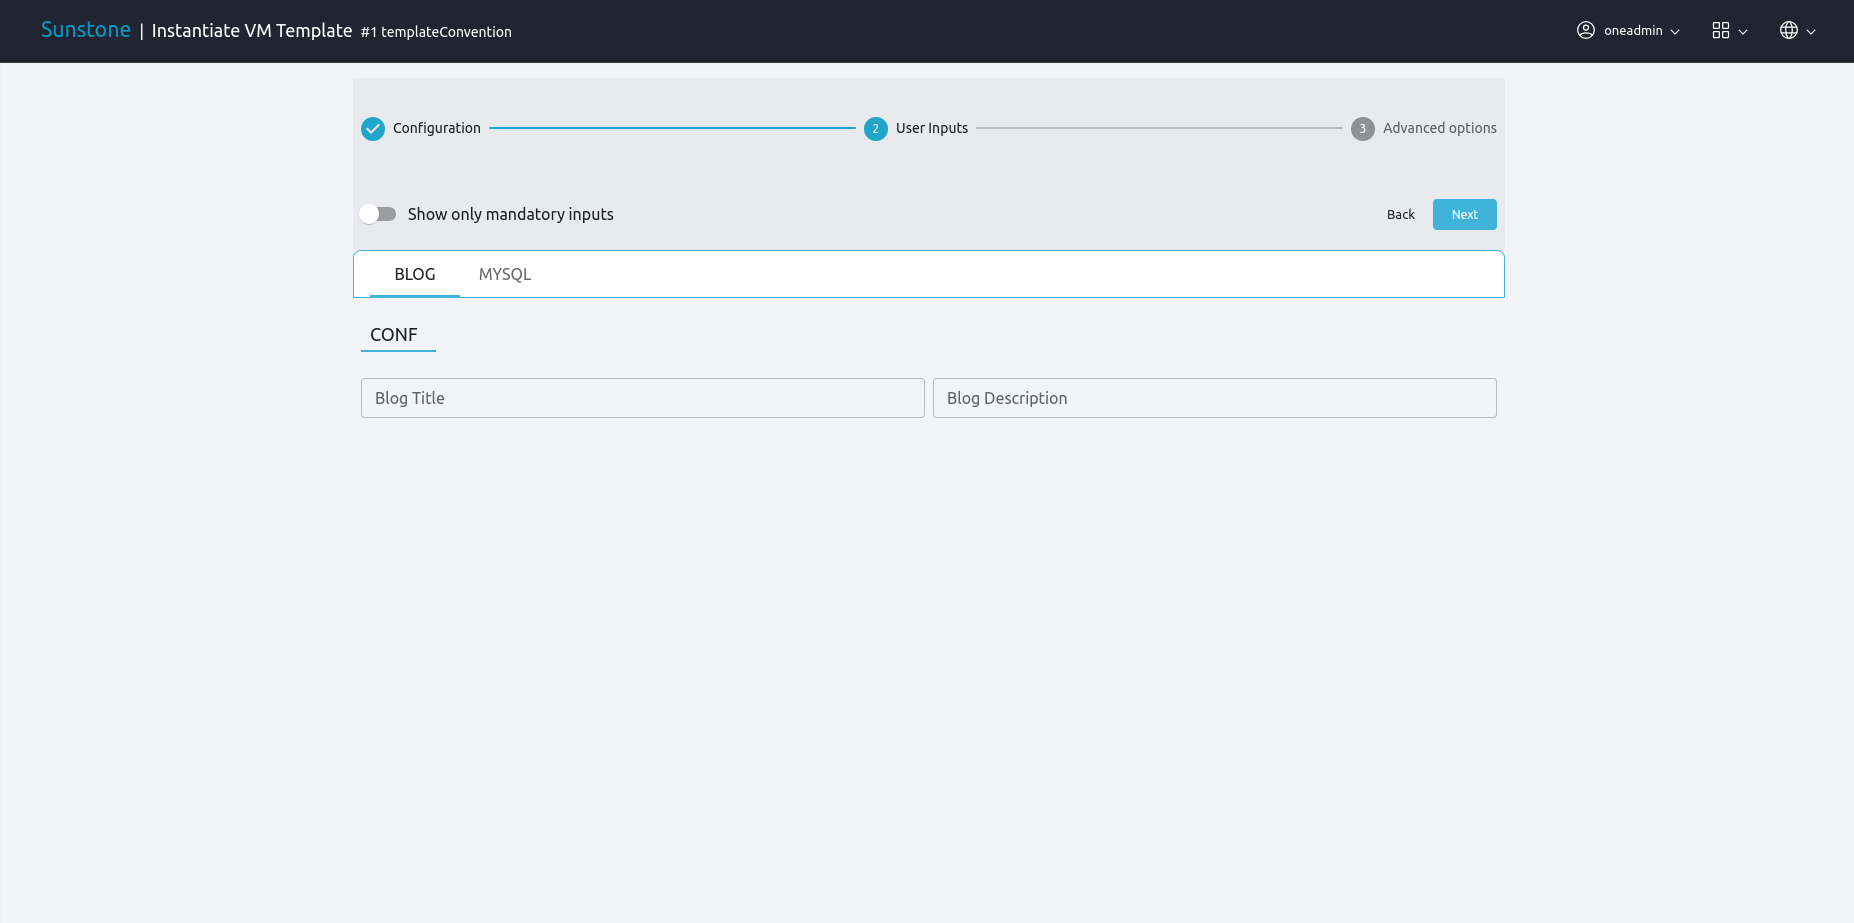 Sunstone | Instantiate VM Template #1 templateConvention oneadmin
Configuration 2 User Inputs 3 Advanced options
Show only mandatory inputs Back Next
BLOG MYSQL
CONF
Blog Title Blog Description